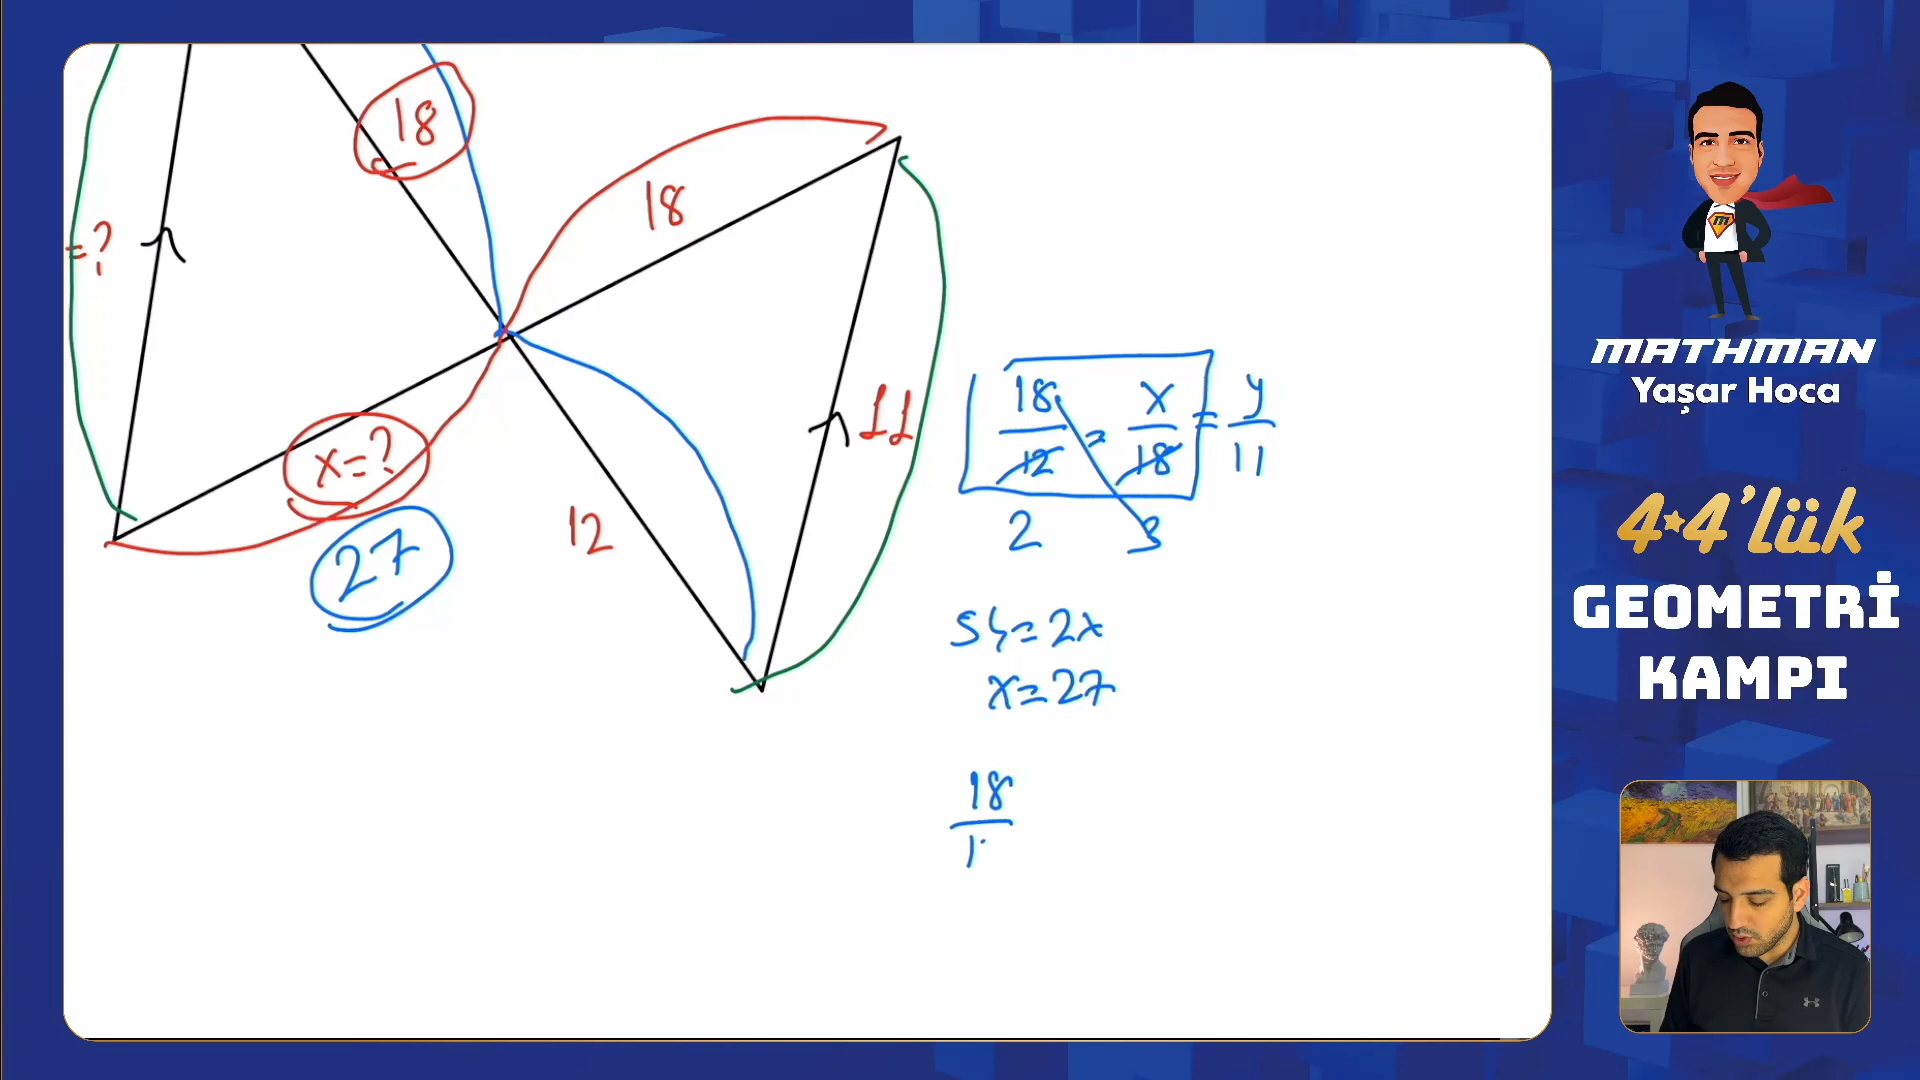 18
18
=?
11
x=?
27
12
18/12 = x/18 = y/11
2 3
54=2x
x=27
18
1
MATHMAN
Yaşar Hoca
4★4'lük
GEOMETRİ
KAMPI